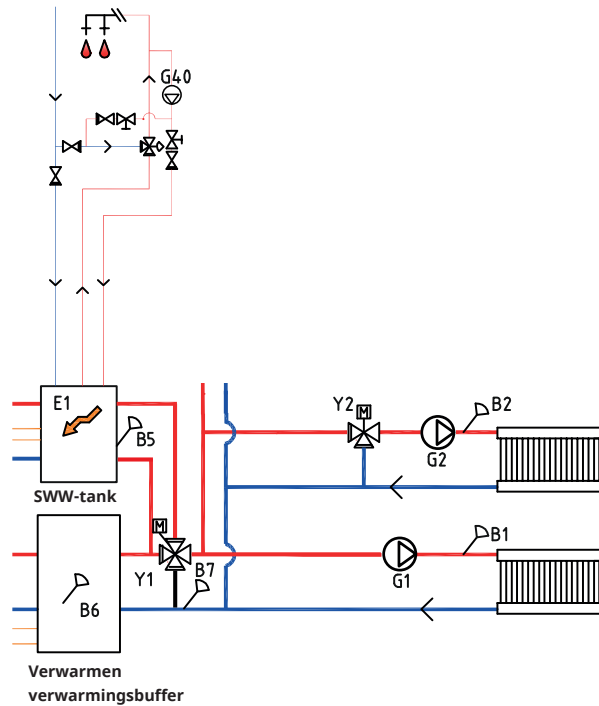 G40
E1
B5
SWW-tank
Y2
M
B2
G2
M
Y1
B7
B1
G1
B6
Verwarmen
verwarmingsbuffer